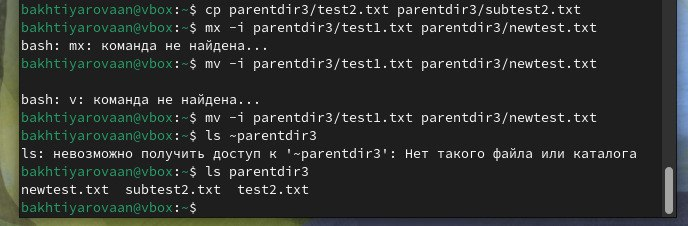 bakhtiyarovaan@vbox:~$ cp parentdir3/test2.txt parentdir3/subtest2.txt
bakhtiyarovaan@vbox:~$ mx -i parentdir3/test1.txt parentdir3/newtest.txt
bash: mx: команда не найдена...
bakhtiyarovaan@vbox:~$ mv -i parentdir3/test1.txt parentdir3/newtest.txt
bash: v: команда не найдена...
bakhtiyarovaan@vbox:~$ mv -i parentdir3/test1.txt parentdir3/newtest.txt
bakhtiyarovaan@vbox:~$ ls ~parentdir3
ls: невозможно получить доступ к '~parentdir3': Нет такого файла или каталога
bakhtiyarovaan@vbox:~$ ls parentdir3
newtest.txt  subtest2.txt  test2.txt
bakhtiyarovaan@vbox:~$